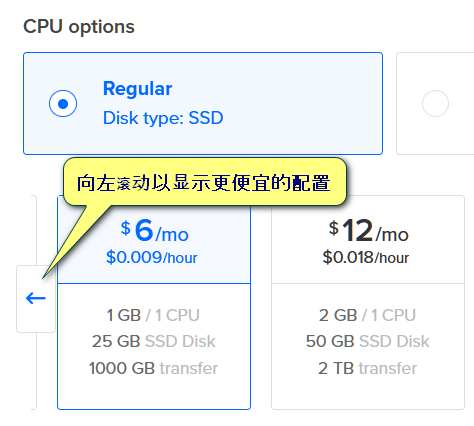 CPU options
Regular
Disk type: SSD
向左滚动以显示更便宜的配置
$6/mo
$0.009/hour
1 GB / 1 CPU
25 GB SSD Disk
1000 GB transfer
$12/mo
$0.018/hour
2 GB / 1 CPU
50 GB SSD Disk
2 TB transfer